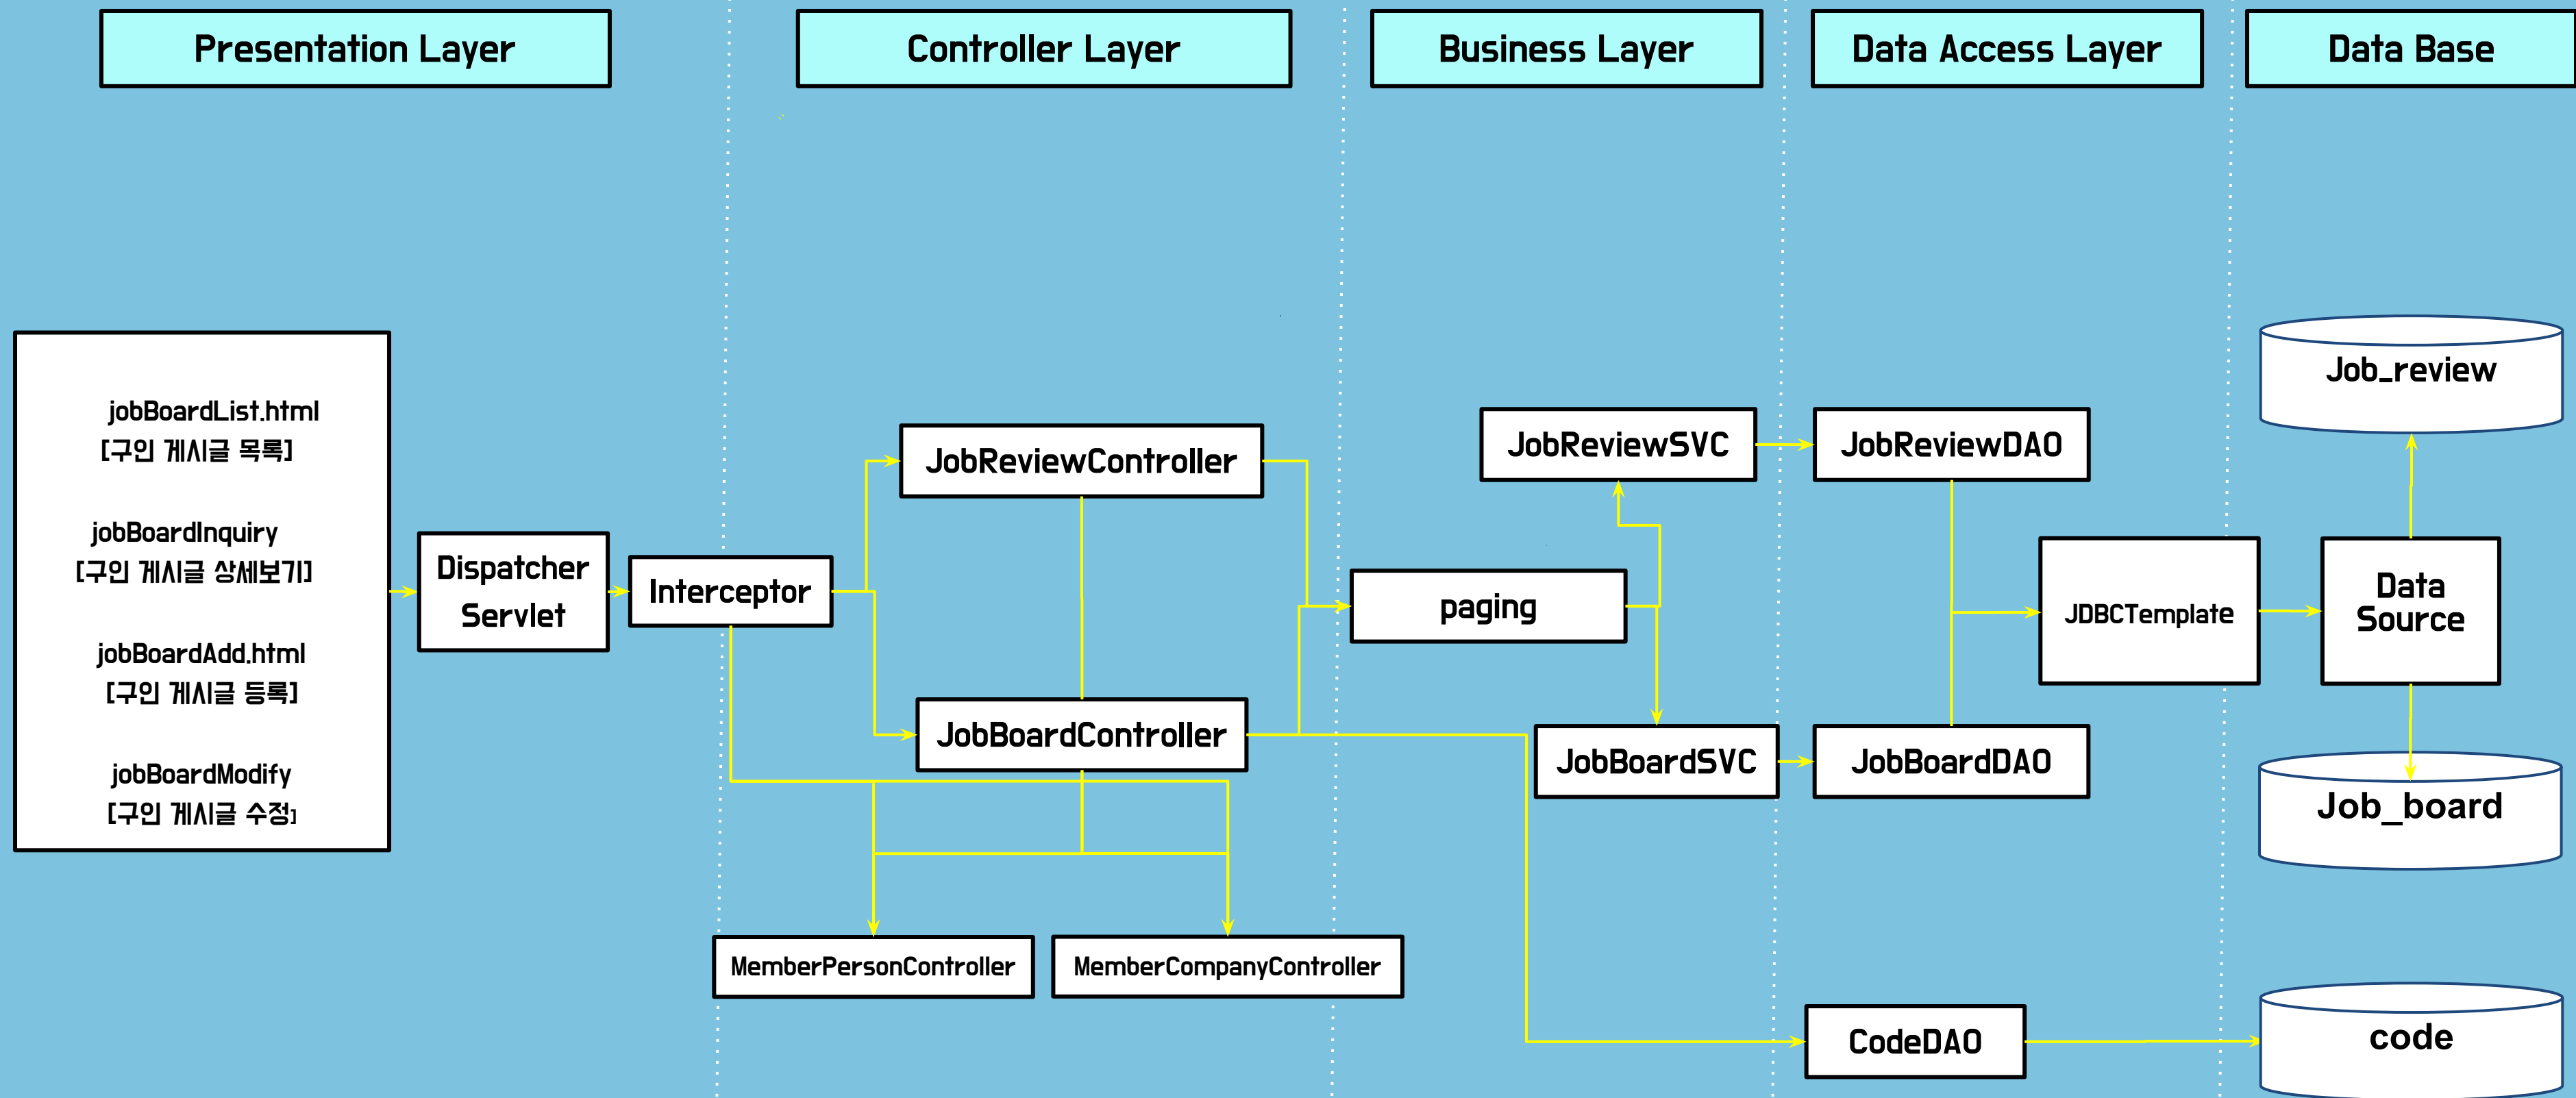 Presentation Layer
Controller Layer
Business Layer
Data Access Layer
Data Base
jobBoardList.html
[구인 게시글 목록]
jobBoardInquiry
[구인 게시글 상세보기]
jobBoardAdd.html
[구인 게시글 등록]
jobBoardModify
[구인 게시글 수정]
Dispatcher
Servlet
Interceptor
JobReviewController
JobBoardController
MemberPersonController
MemberCompanyController
paging
JobReviewSVC
JobBoardSVC
JobReviewDAO
JobBoardDAO
CodeDAO
JDBCTemplate
Data
Source
Job_review
Job_board
code